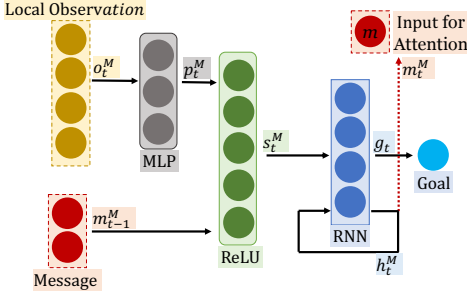 Local Observation
m
Input for
Attention
o_t^M
p_t^M
m_t^M
MLP
s_t^M
g_t
Goal
m_{t-1}^M
RNN
ReLU
h_t^M
Message